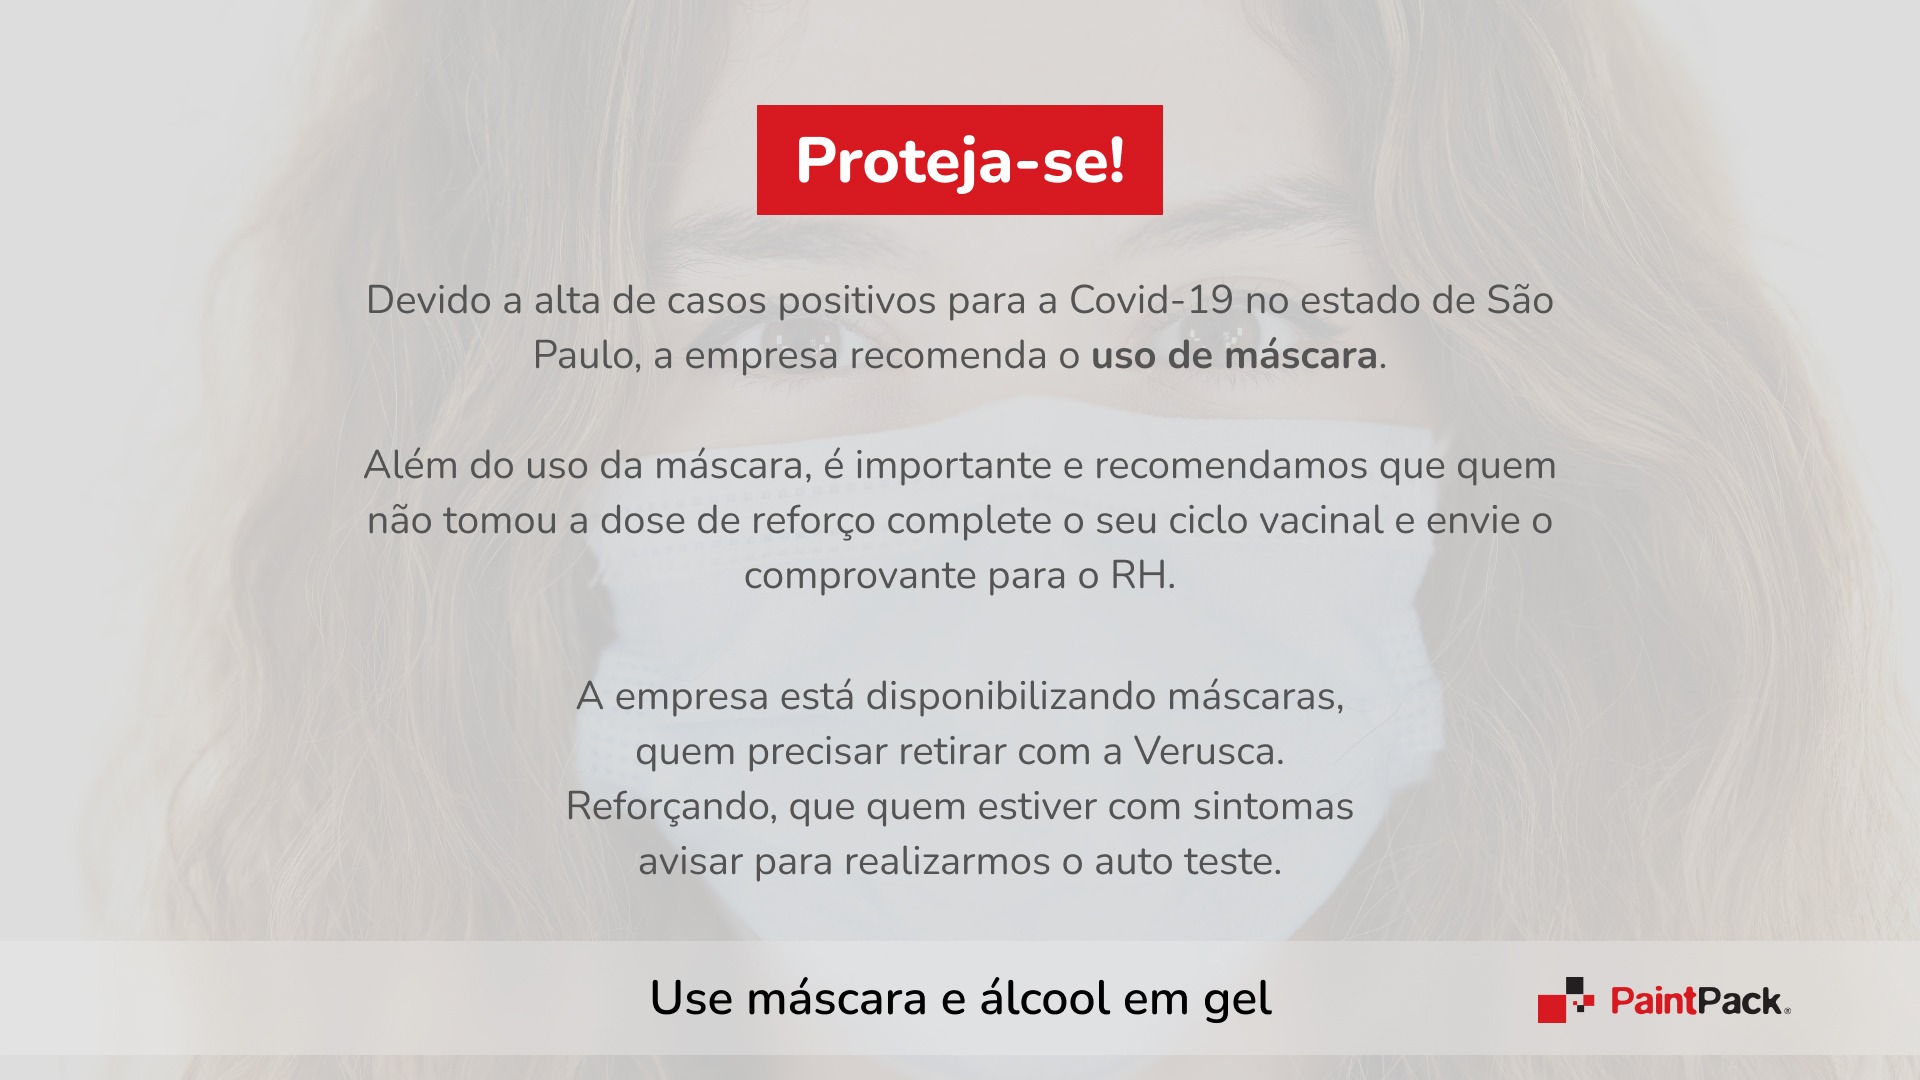 Proteja-se!
Devido a alta de casos positivos para a Covid-19 no estado de São
Paulo, a empresa recomenda o uso de máscara.
Além do uso da máscara, é importante e recomendamos que quem
não tomou a dose de reforço complete o seu ciclo vacinal e envie o
comprovante para o RH.
A empresa está disponibilizando máscaras,
quem precisar retirar com a Verusca.
Reforçando, que quem estiver com sintomas
avisar para realizarmos o auto teste.
Use máscara e álcool em gel
PaintPack®